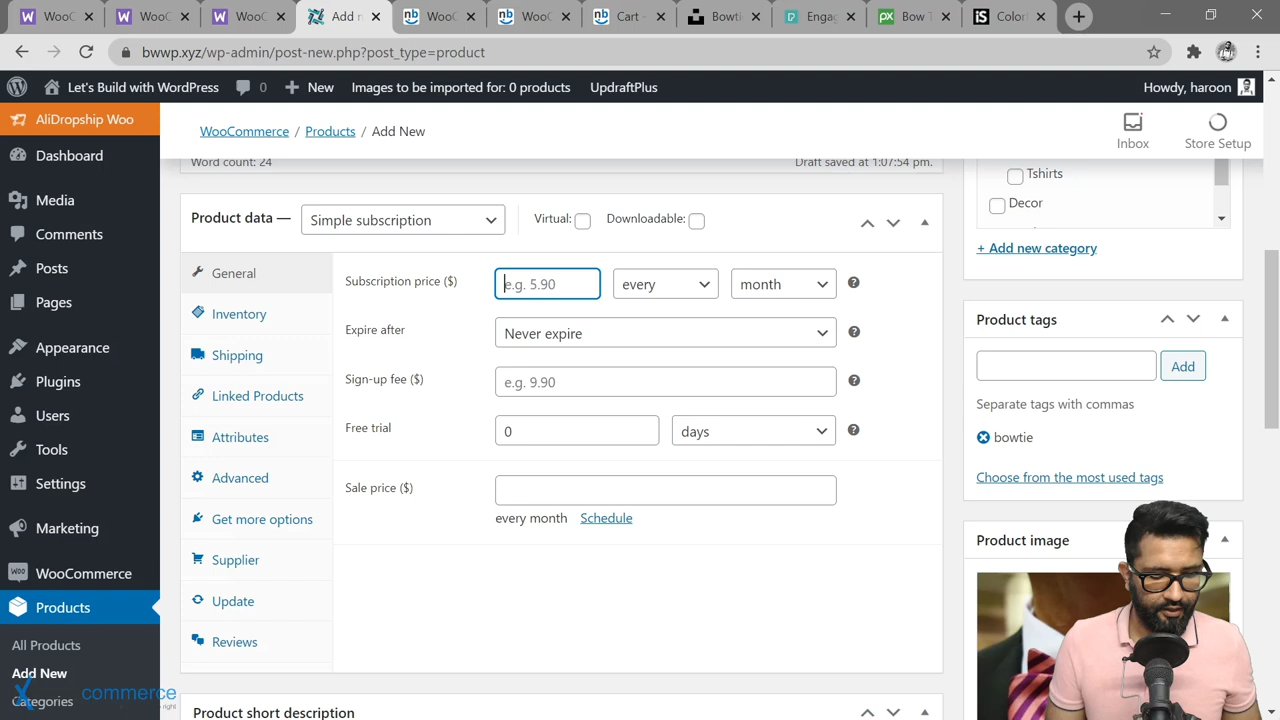 WooC
WooC
WooC
Add n
WooC
WooC
Cart -
Bowti
Engag
Bow T
Color
bwwp.xyz/wp-admin/post-new.php?post_type=product
Let's Build with WordPress 0 New Images to be imported for: 0 products UpdraftPlus Howdy, haroon
AliDropship Woo
Dashboard
Media
Comments
Posts
Pages
Appearance
Plugins
Users
Tools
Settings
Marketing
WooCommerce
Products
All Products
Add New
Categories
commerce
right
WooCommerce / Products / Add New
Inbox
Store Setup
Word count: 24 Draft saved at 1:07:54 pm.
Product data — Simple subscription Virtual: Downloadable:
General
Inventory
Shipping
Linked Products
Attributes
Advanced
Get more options
Supplier
Update
Reviews
Subscription price ($) e.g. 5.90 every month
Expire after Never expire
Sign-up fee ($) e.g. 9.90
Free trial 0 days
Sale price ($)
every month Schedule
Product short description
Tshirts
Decor
+ Add new category
Product tags
Add
Separate tags with commas
bowtie
Choose from the most used tags
Product image